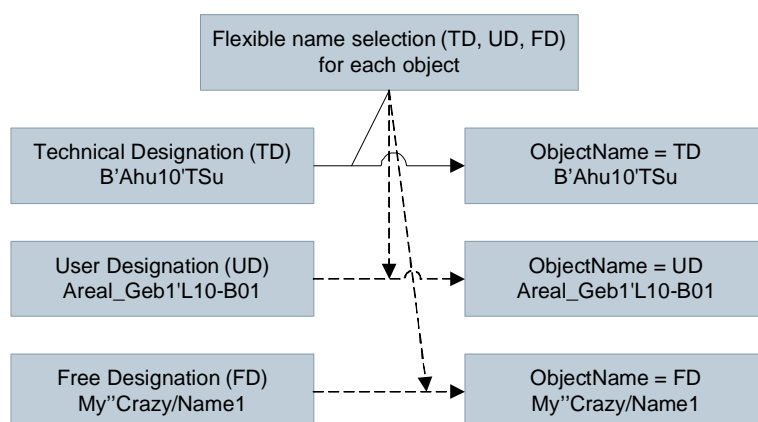 Flexible name selection (TD, UD, FD)
for each object
Technical Designation (TD)
B’Ahu10'TSu
ObjectName = TD
B’Ahu10'TSu
User Designation (UD)
Areal_Geb1'L10-B01
ObjectName = UD
Areal_Geb1'L10-B01
Free Designation (FD)
My’'Crazy/Name1
ObjectName = FD
My’'Crazy/Name1